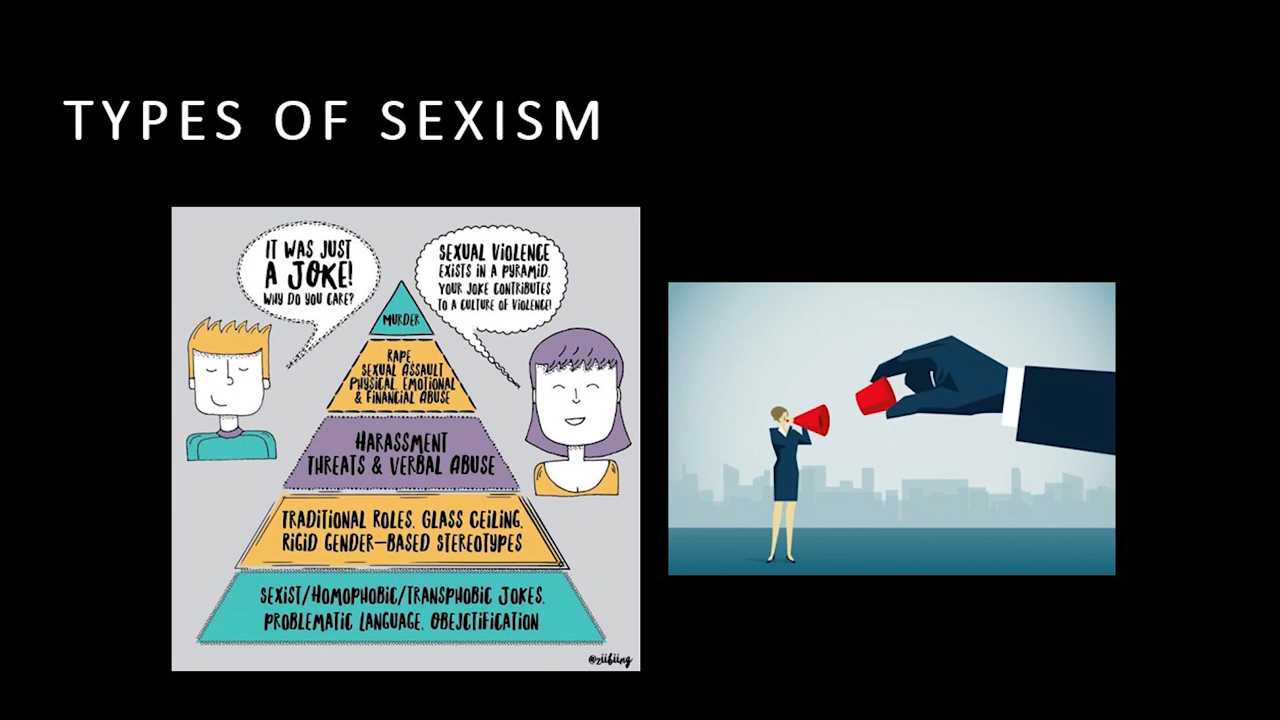 TYPES OF SEXISM
IT WAS JUST
A JOKE!
WHY DO YOU CARE?
SEXUAL VIOLENCE
EXISTS IN A PYRAMID.
YOUR JOKE CONTRIBUTES
TO A CULTURE OF VIOLENCE!
MURDER
RAPE,
SEXUAL ASSAULT
PHYSICAL, EMOTIONAL
& FINANCIAL ABUSE
HARASSMENT
THREATS & VERBAL ABUSE
TRADITIONAL ROLES, GLASS CEILING,
RIGID GENDER-BASED STEREOTYPES
SEXIST/HOMOPHOBIC/TRANSPHOBIC JOKES,
PROBLEMATIC LANGUAGE, OBEJCTIFICATION
@ziibiing